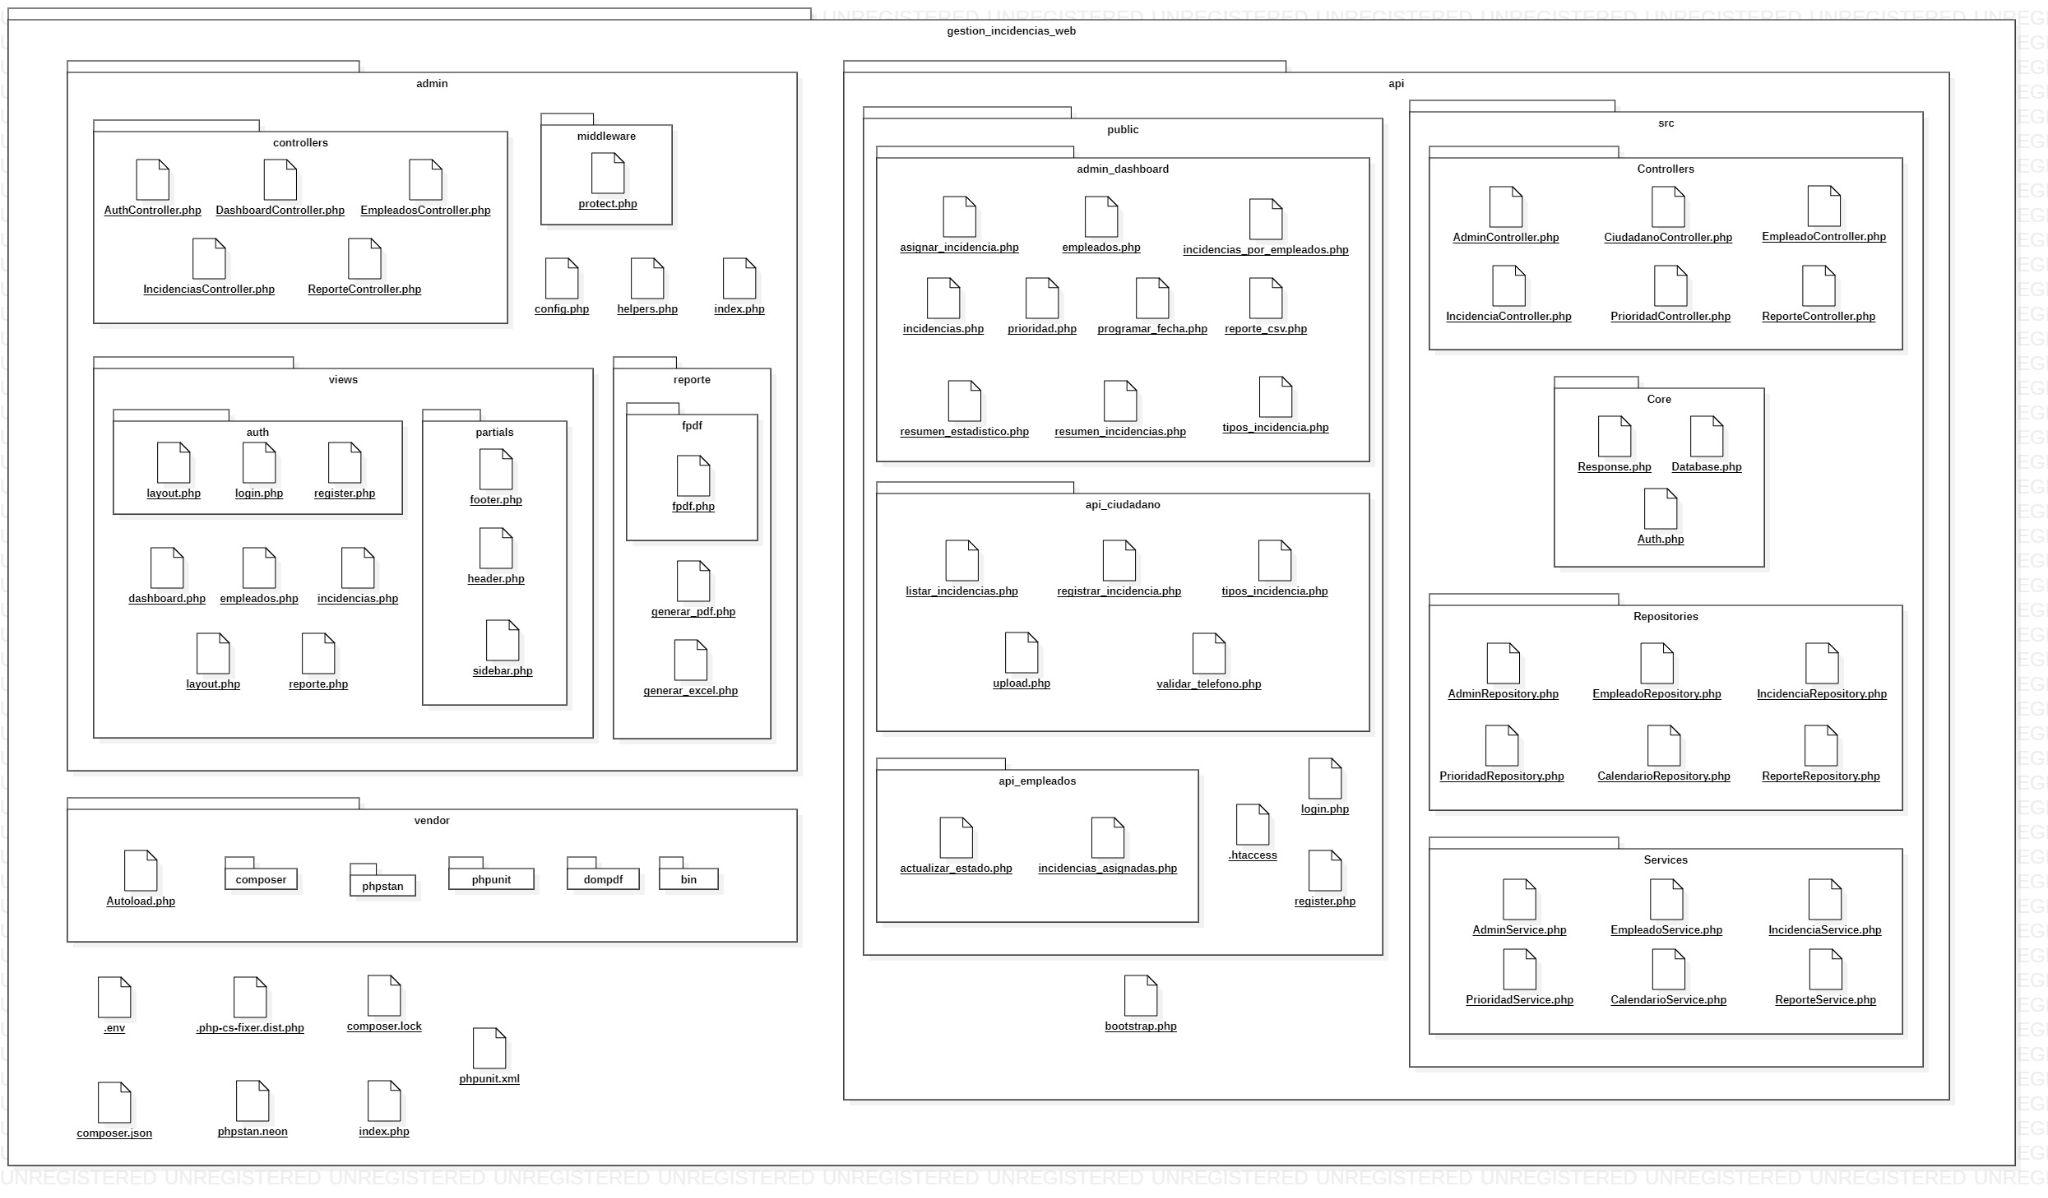 UNREGISTERED UNREGISTERED UNREGISTERED UNREGISTERED UNREGISTERED UNREGISTERED UNREGISTERED
gestion_incidencias_web
admin
controllers
AuthController.php
DashboardController.php
EmpleadosController.php
IncidenciasController.php
ReporteController.php
middleware
protect.php
config.php
helpers.php
index.php
views
auth
layout.php
login.php
register.php
dashboard.php
empleados.php
incidencias.php
layout.php
reporte.php
partials
footer.php
header.php
sidebar.php
reporte
fpdf
fpdf.php
generar_pdf.php
generar_excel.php
vendor
Autoload.php
composer
phpstan
phpunit
dompdf
bin
.env
.php-cs-fixer.dist.php
composer.lock
phpunit.xml
composer.json
phpstan.neon
index.php
api
public
admin_dashboard
asignar_incidencia.php
empleados.php
incidencias_por_empleados.php
incidencias.php
prioridad.php
programar_fecha.php
reporte_csv.php
resumen_estadistico.php
resumen_incidencias.php
tipos_incidencia.php
api_ciudadano
listar_incidencias.php
registrar_incidencia.php
tipos_incidencia.php
upload.php
validar_telefono.php
api_empleados
actualizar_estado.php
incidencias_asignadas.php
.htaccess
login.php
register.php
bootstrap.php
src
Controllers
AdminController.php
CiudadanoController.php
EmpleadoController.php
IncidenciaController.php
PrioridadController.php
ReporteController.php
Core
Response.php
Database.php
Auth.php
Repositories
AdminRepository.php
EmpleadoRepository.php
IncidenciaRepository.php
PrioridadRepository.php
CalendarioRepository.php
ReporteRepository.php
Services
AdminService.php
EmpleadoService.php
IncidenciaService.php
PrioridadService.php
CalendarioService.php
ReporteService.php
UNREGISTERED UNREGISTERED UNREGISTERED UNREGISTERED UNREGISTERED UNREGISTERED UNREGISTERED UNREGISTERED UNREGISTERED UNREGISTERED UNREGISTERED UNREGISTERED